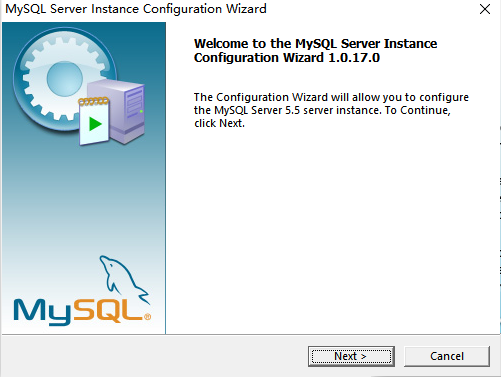 MySQL Server Instance Configuration Wizard
Welcome to the MySQL Server Instance
Configuration Wizard 1.0.17.0
The Configuration Wizard will allow you to configure
the MySQL Server 5.5 server instance. To Continue,
click Next.
MySQL®
Next >
Cancel